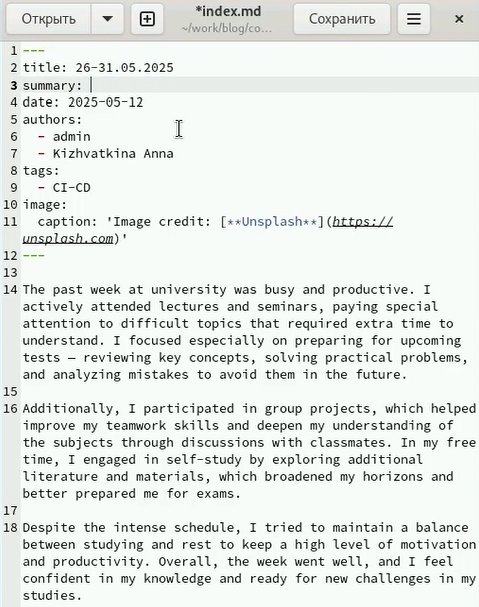 Открыть
*index.md
~/work/blog/co...
Сохранить
1 ---
2 title: 26-31.05.2025
3 summary:
4 date: 2025-05-12
5 authors:
6 - admin
7 - Kizhvatkina Anna
8 tags:
9 - CI-CD
10 image:
11 caption: 'Image credit: [**Unsplash**](https://
unsplash.com)'
12 ---
13
14 The past week at university was busy and productive. I
actively attended lectures and seminars, paying special
attention to difficult topics that required extra time to
understand. I focused especially on preparing for upcoming
tests — reviewing key concepts, solving practical problems,
and analyzing mistakes to avoid them in the future.
15
16 Additionally, I participated in group projects, which helped
improve my teamwork skills and deepen my understanding of
the subjects through discussions with classmates. In my free
time, I engaged in self-study by exploring additional
literature and materials, which broadened my horizons and
better prepared me for exams.
17
18 Despite the intense schedule, I tried to maintain a balance
between studying and rest to keep a high level of motivation
and productivity. Overall, the week went well, and I feel
confident in my knowledge and ready for new challenges in my
studies.